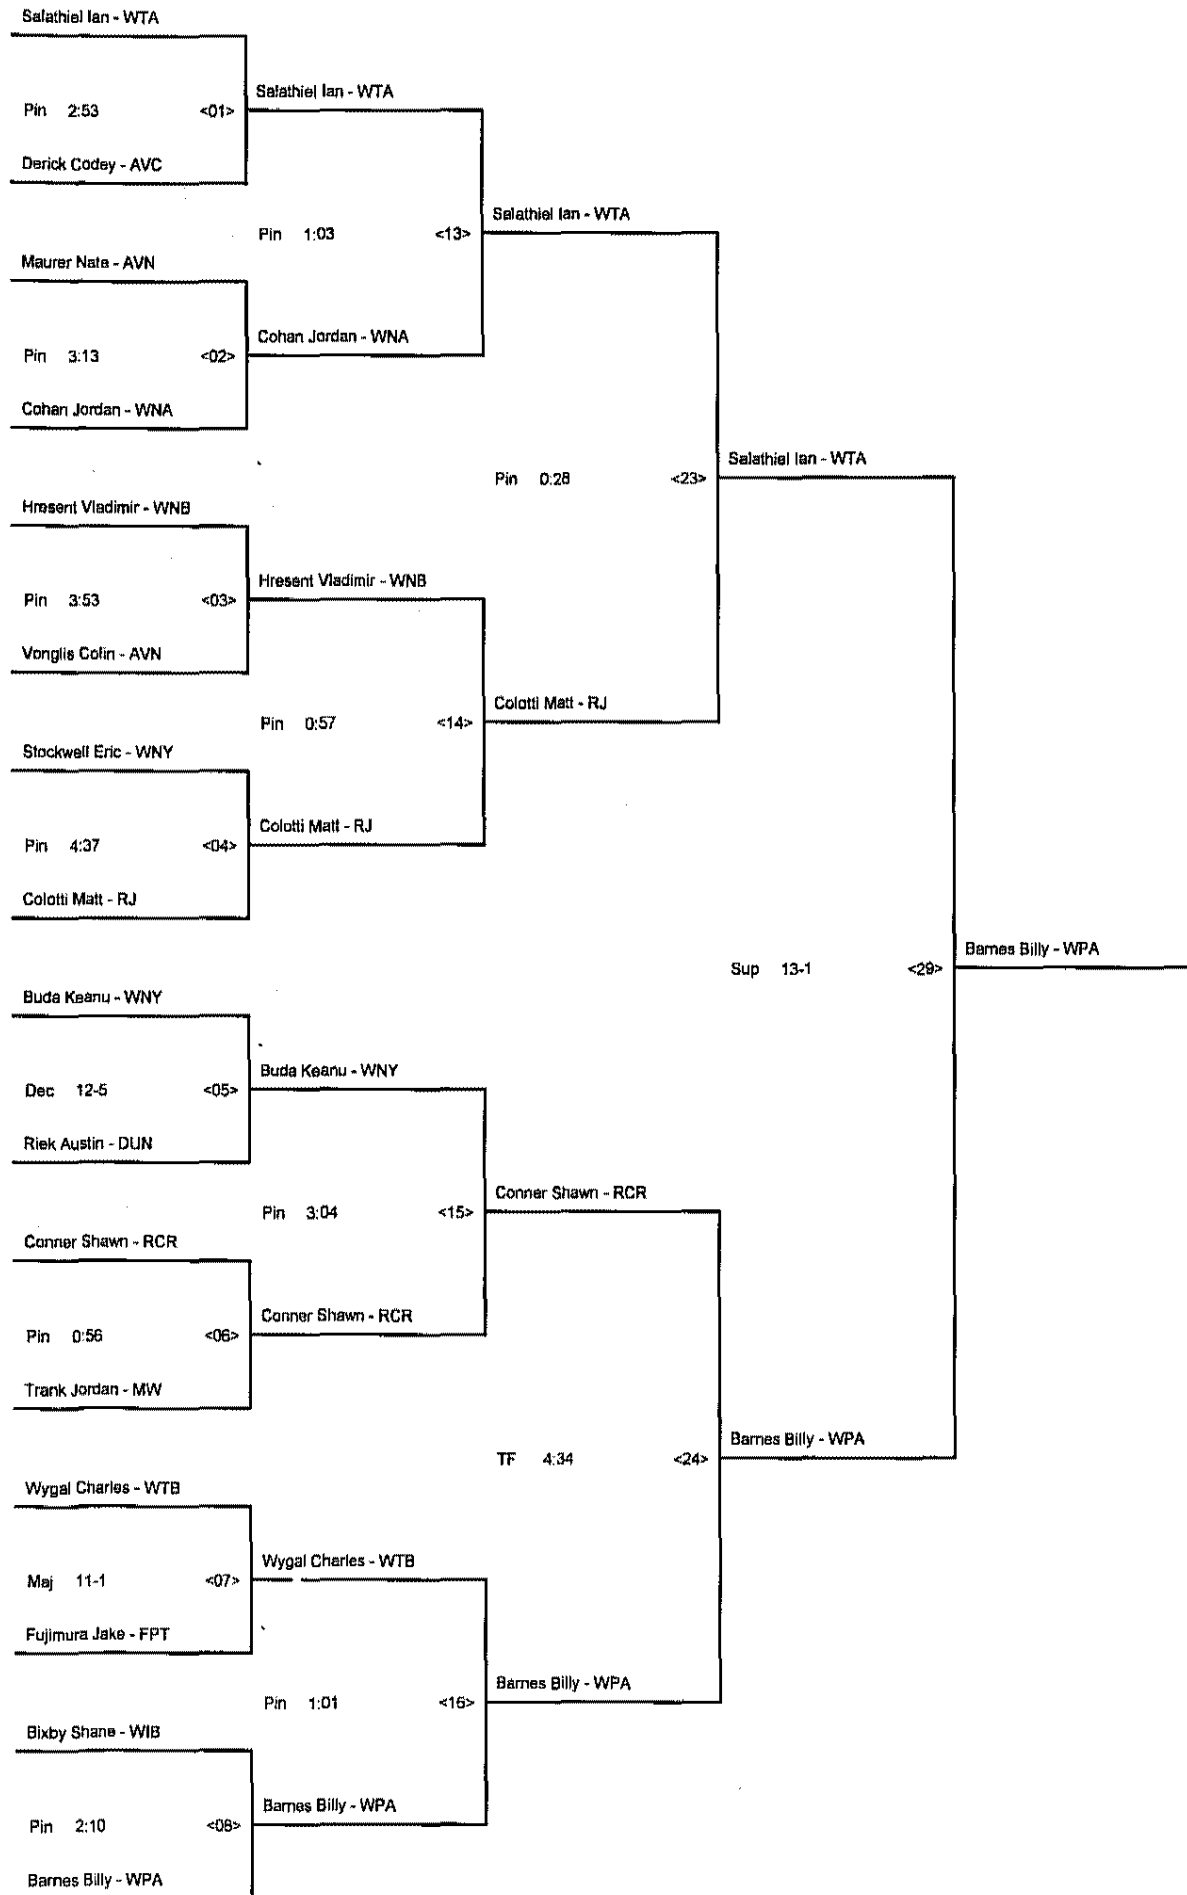 Salathiel Ian - WTA
Salathiel Ian - WTA
Pin 2:53 <01>
Derick Codey - AVC
Salathiel Ian - WTA
Pin 1:03 <13>
Maurer Nate - AVN
Cohan Jordan - WNA
Pin 3:13 <02>
Cohan Jordan - WNA
Salathiel Ian - WTA
Pin 0:28 <23>
Hresent Vladimir - WNB
Hresent Vladimir - WNB
Pin 3:53 <03>
Vonglis Colin - AVN
Colotti Matt - RJ
Pin 0:57 <14>
Stockwell Eric - WNY
Colotti Matt - RJ
Pin 4:37 <04>
Colotti Matt - RJ
Barnes Billy - WPA
Sup 13-1 <29>
Buda Keanu - WNY
Buda Keanu - WNY
Dec 12-5 <05>
Riek Austin - DUN
Conner Shawn - RCR
Pin 3:04 <15>
Conner Shawn - RCR
Conner Shawn - RCR
Pin 0:56 <06>
Trank Jordan - MW
Barnes Billy - WPA
TF 4:34 <24>
Wygal Charles - WTB
Wygal Charles - WTB
Maj 11-1 <07>
Fujimura Jake - FPT
Barnes Billy - WPA
Pin 1:01 <16>
Bixby Shane - WIB
Barnes Billy - WPA
Pin 2:10 <08>
Barnes Billy - WPA